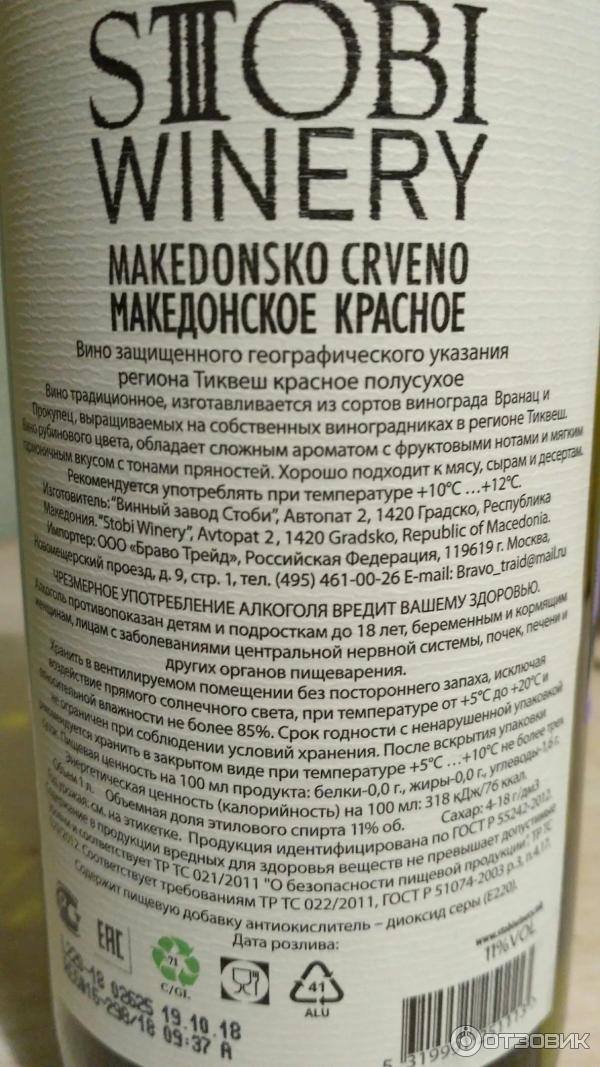 STOBI
WINERY
MAKEDONSKO CRVENO
МАКЕДОНСКОЕ КРАСНОЕ
Вино защищенного географического указания
региона Тиквеш красное полусухое
Вино традиционное, изготавливается из сортов винограда Вранац и
Прокупец, выращиваемых на собственных виноградниках в регионе Тиквеш.
Вино рубинового цвета, обладает сложным ароматом с фруктовыми нотами и мягким
гармоничным вкусом с тонами пряностей. Хорошо подходит к мясу, сырам и десертам.
Рекомендуется употреблять при температуре +10°C ...+12°C.
Изготовитель: "Винный завод Стоби", Автопат 2, 1420 Градско, Республика
Македония. "Stobi Winery", Avtopat 2, 1420 Gradsko, Republic of Macedonia.
Импортер: ООО «Браво Трейд», Российская Федерация, 119619 г. Москва,
Новомещерский проезд, д. 9, стр. 1, тел. (495) 461-00-26 E-mail: Bravo_traid@mail.ru
ЧРЕЗМЕРНОЕ УПОТРЕБЛЕНИЕ АЛКОГОЛЯ ВРЕДИТ ВАШЕМУ ЗДОРОВЬЮ.
Алкоголь противопоказан детям и подросткам до 18 лет, беременным и кормящим
женщинам, лицам с заболеваниями центральной нервной системы, почек, печени и
других органов пищеварения.
Хранить в вентилируемом помещении без постороннего запаха, исключая
воздействие прямого солнечного света, при температуре от +5°C до +20°C и
относительной влажности не более 85%. Срок годности с ненарушенной упаковкой
не ограничен при соблюдении условий хранения. После вскрытия упаковки
рекомендуется хранить в закрытом виде при температуре +5°C ...+10°C не более трех
суток. Пищевая ценность на 100 мл продукта: белки-0,0 г., жиры-0,0 г., углеводы-1,6 г.
Энергетическая ценность (калорийность) на 100 мл: 318 кДж/76 ккал.
Объем 1 л. Объемная доля этилового спирта 11% об. Сахар: 4-18 г/дм3
Год урожая: см. на этикетке. Продукция идентифицирована по ГОСТ Р 55242-2012.
Содержание в продукции вредных для здоровья веществ не превышает допустимые
и соответствует ТР ТС 021/2011 "О безопасности пищевой продукции", ТР ТС
Соответствует требованиям ТР ТС 022/2011, ГОСТ Р 51074-2003 р.3, п.4.17.
Содержит пищевую добавку антиокислитель – диоксид серы (E220).
Дата розлива:
www.stobiwinery.mk
11%VOL
EAC
71
C/GL
41
ALU
02625 19.10.18
09:37 A
ОТЗОВИК